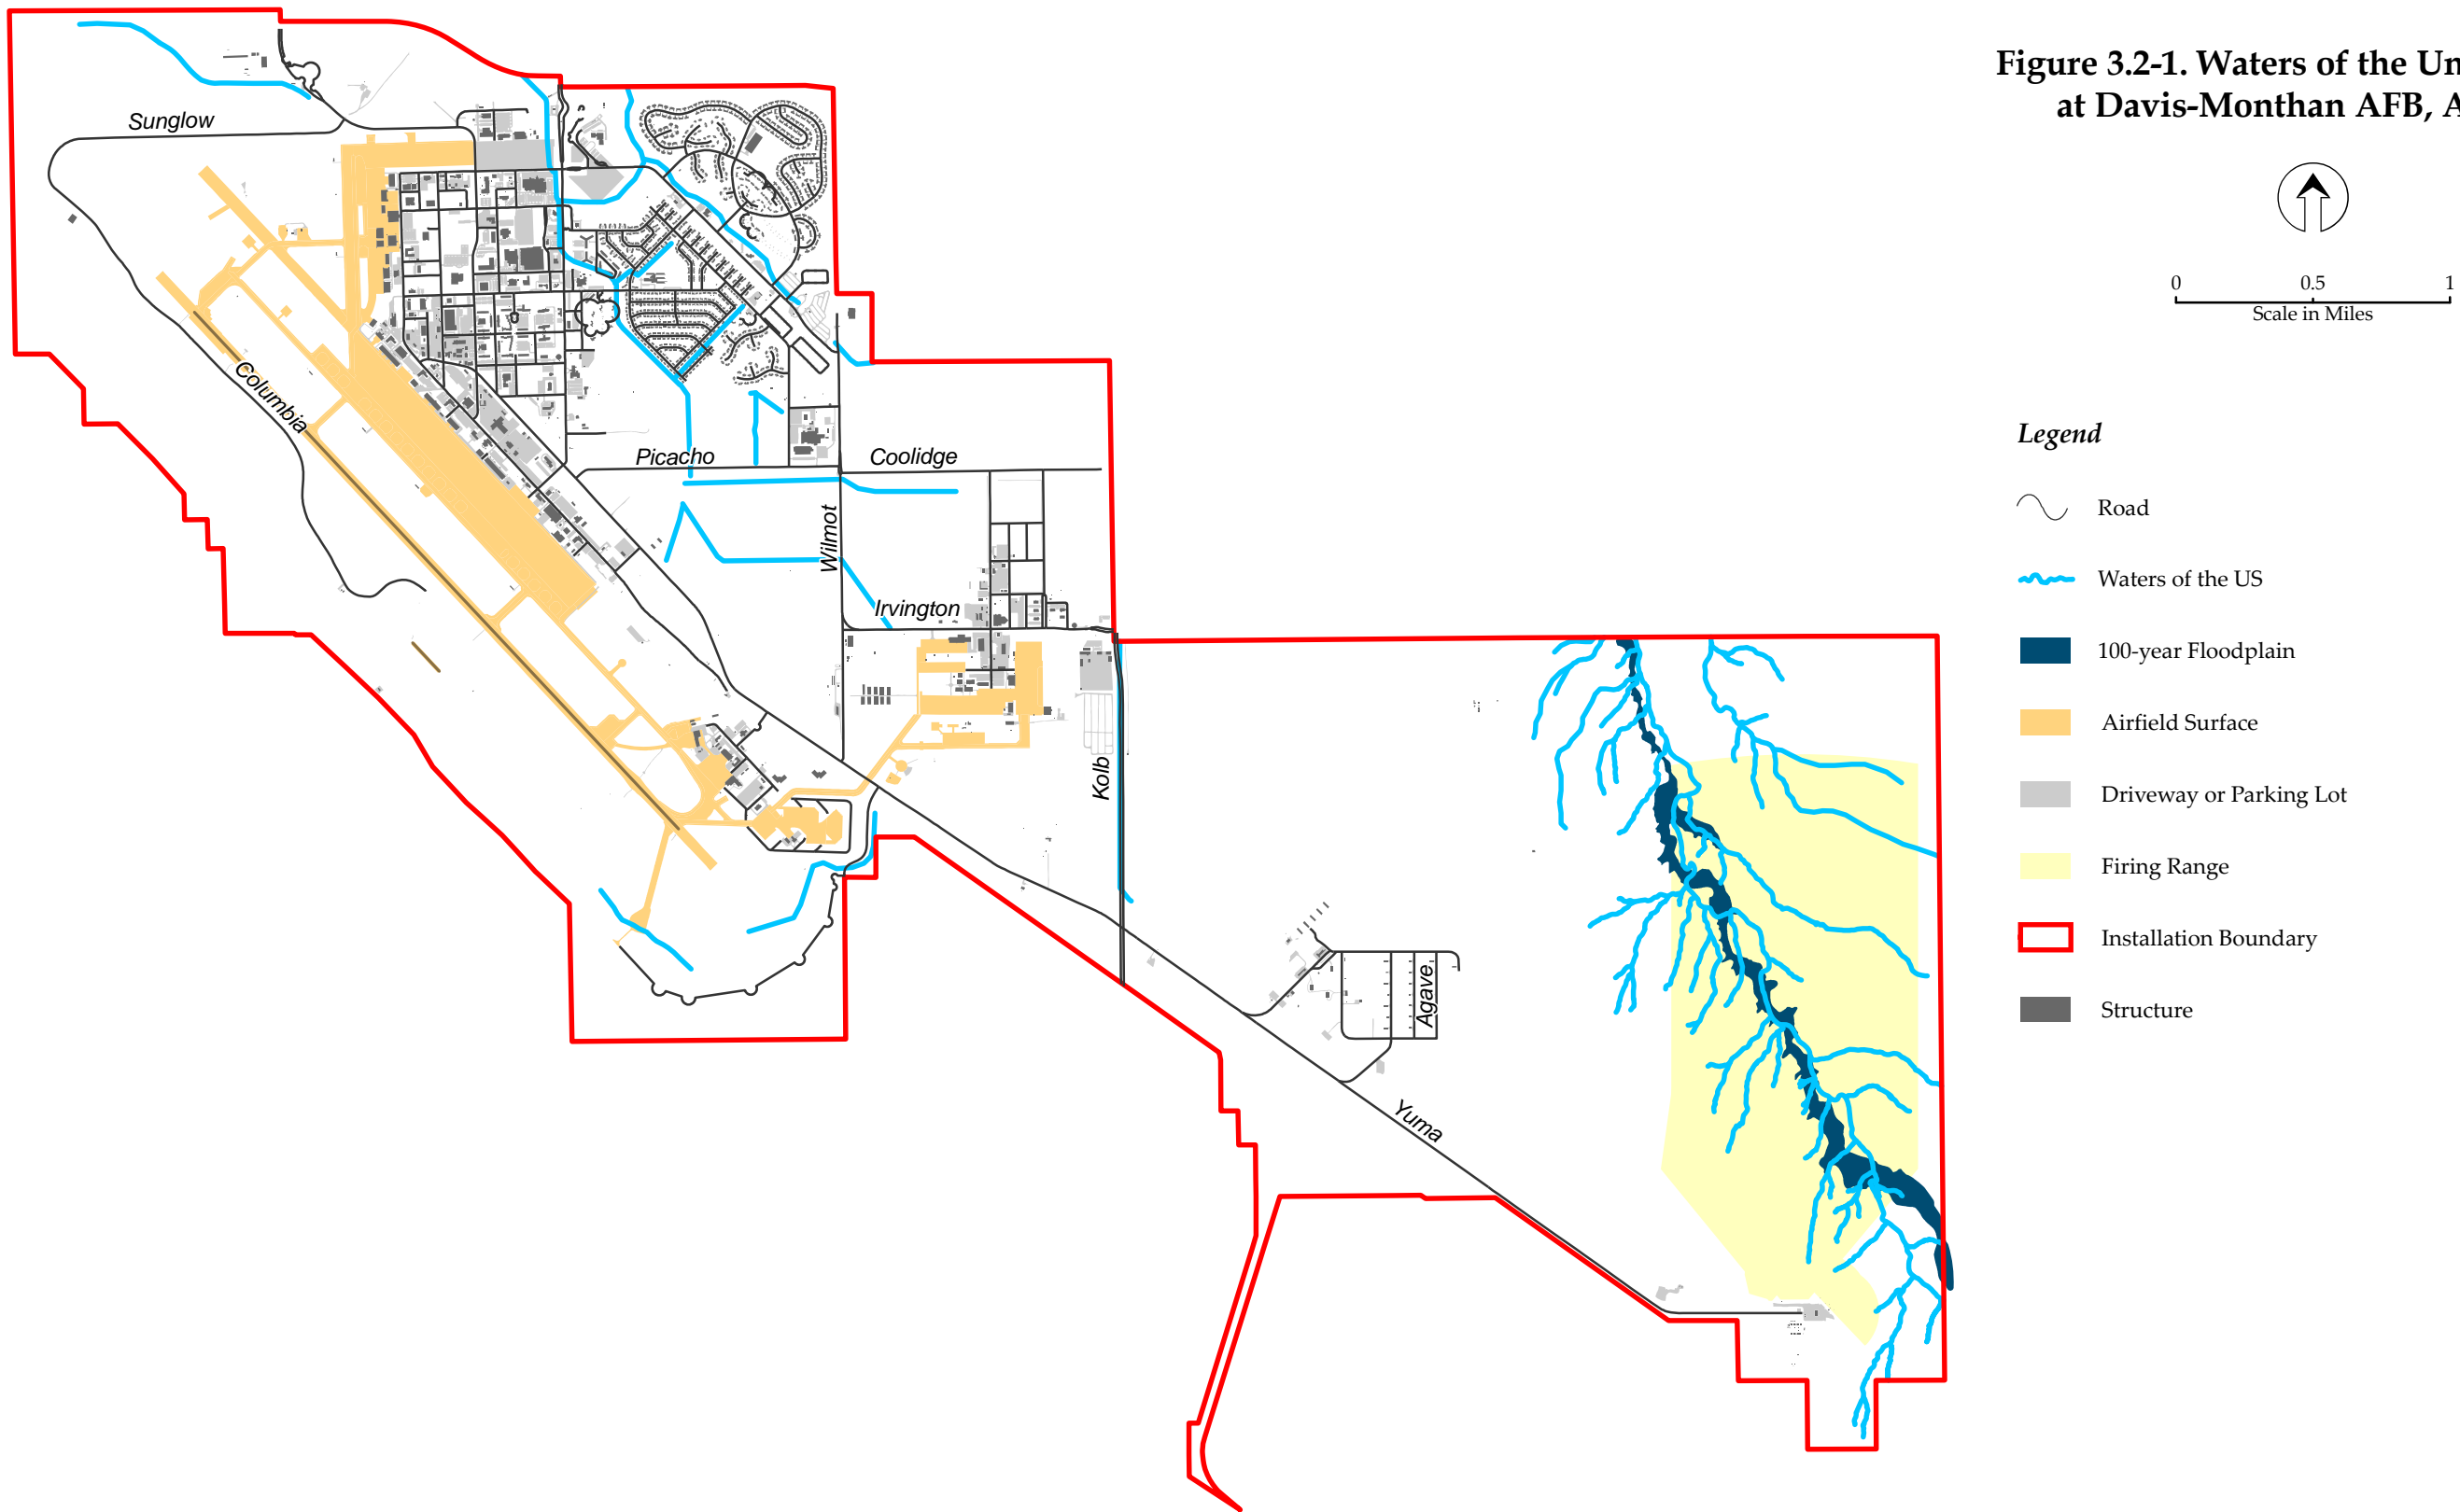 Figure 3.2-1. Waters of the Un
at Davis-Monthan AFB, A
0 0.5 1
Scale in Miles
Legend
Road
Waters of the US
100-year Floodplain
Airfield Surface
Driveway or Parking Lot
Firing Range
Installation Boundary
Structure
Sunglow
Columbia
Picacho
Coolidge
Wilmot
Irvington
Kolb
Agave
Yuma